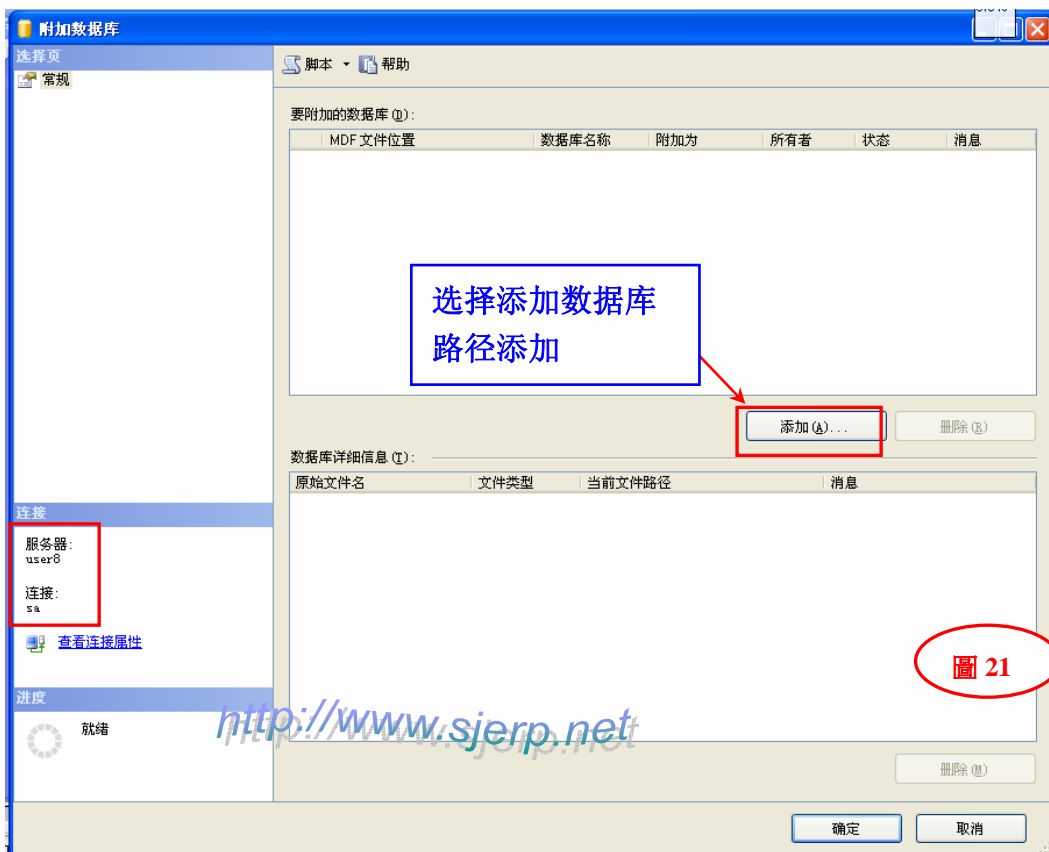 附加数据库
选择页
常规
脚本 帮助
要附加的数据库(D):
MDF 文件位置 数据库名称 附加为 所有者 状态 消息
选择添加数据库
路径添加
添加(A)... 删除(R)
数据库详细信息(T):
原始文件名 文件类型 当前文件路径 消息
连接
服务器:
user8
连接:
sa
查看连接属性
圖 21
进度
就绪
http://www.sjerp.net
删除(M)
确定 取消